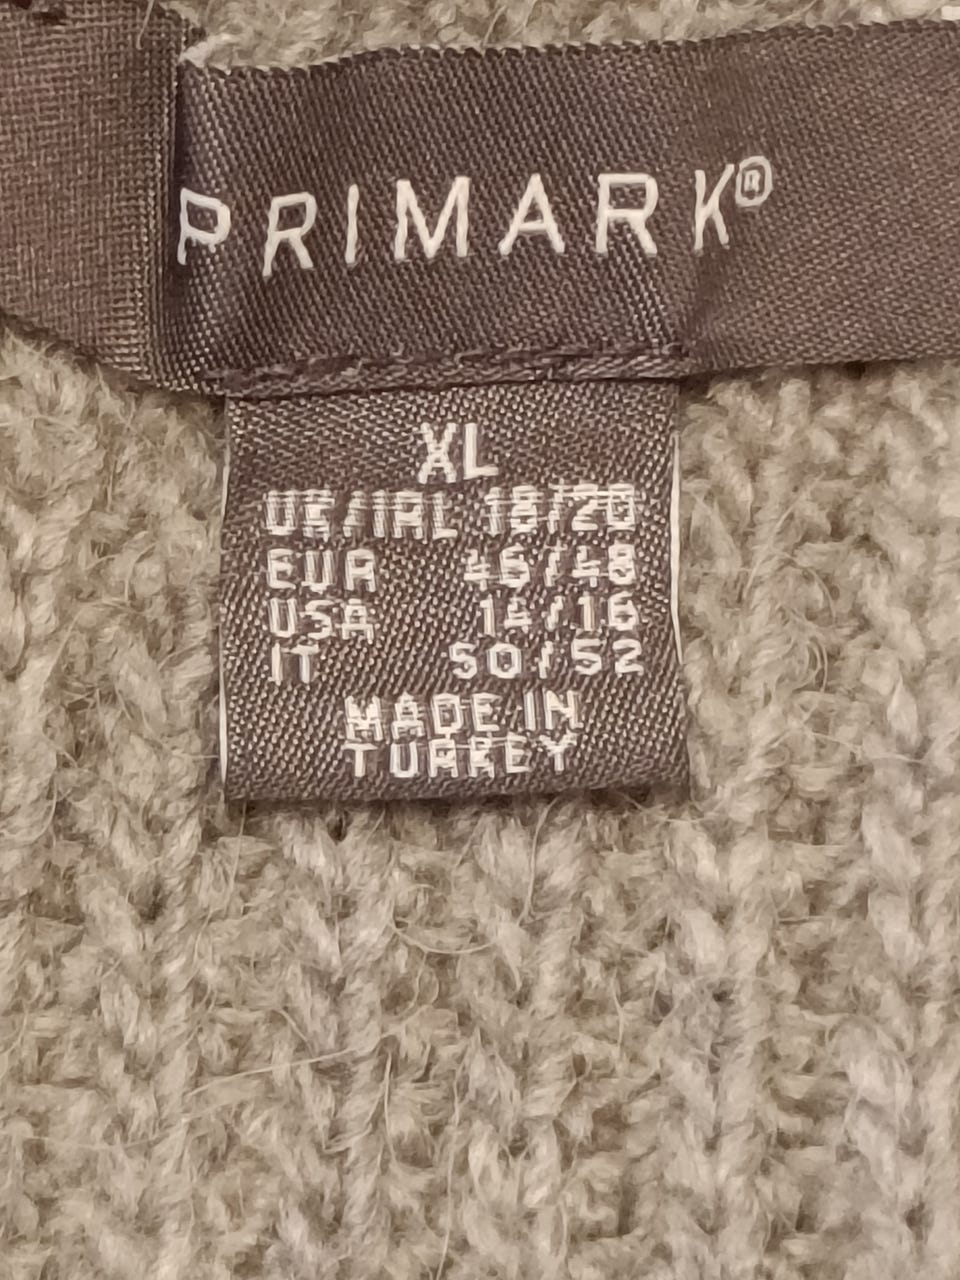 PRIMARK®
XL
UK/IRL 18/20
EUR 46/48
USA 14/16
IT 50/52
MADE IN
TURKEY